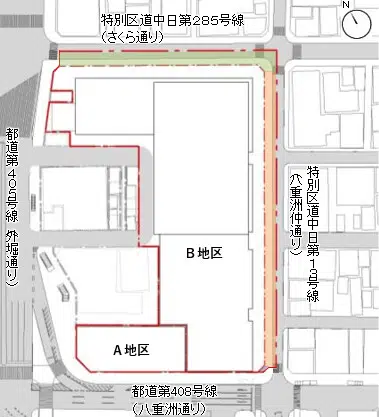 特別区道中日第285号線
(さくら通り)
N
都道第405号線 外堀通り)
特別区道中日第13号線
(八重洲仲通り)
B地区
A地区
都道第408号線
(八重洲通り)